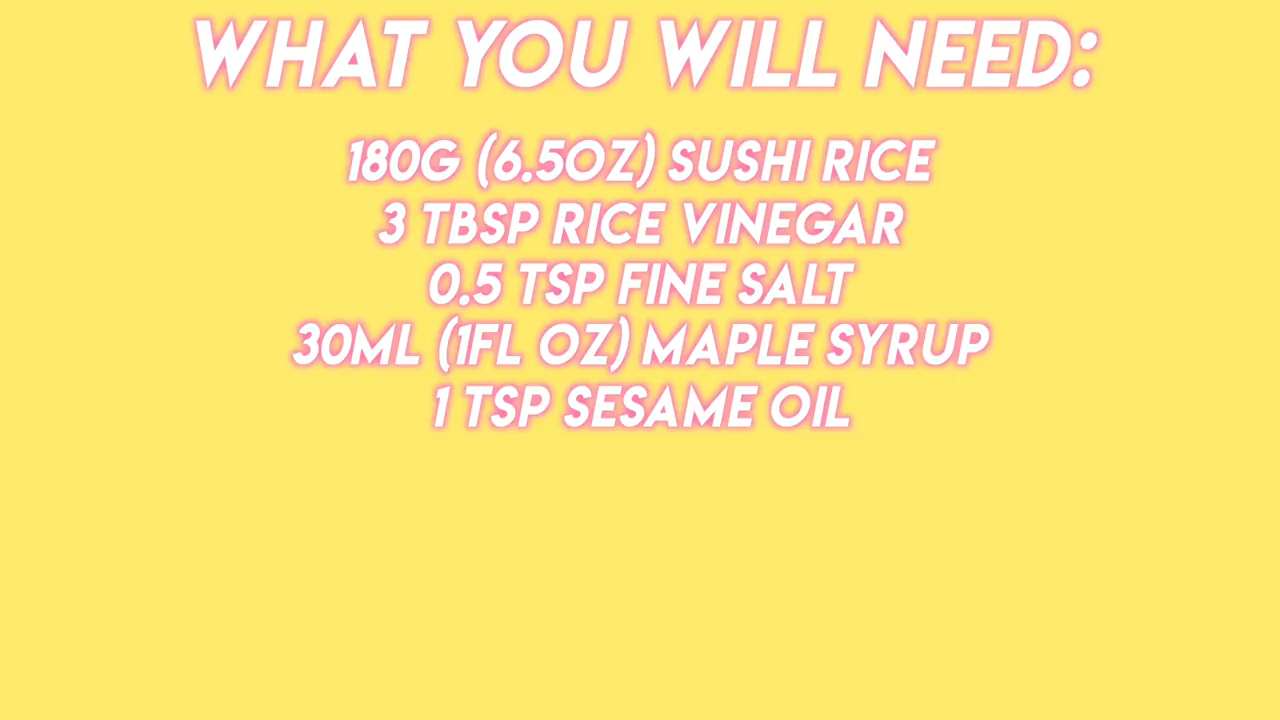 WHAT YOU WILL NEED:
180G (6.5OZ) SUSHI RICE
3 TBSP RICE VINEGAR
0.5 TSP FINE SALT
30ML (1FL OZ) MAPLE SYRUP
1 TSP SESAME OIL